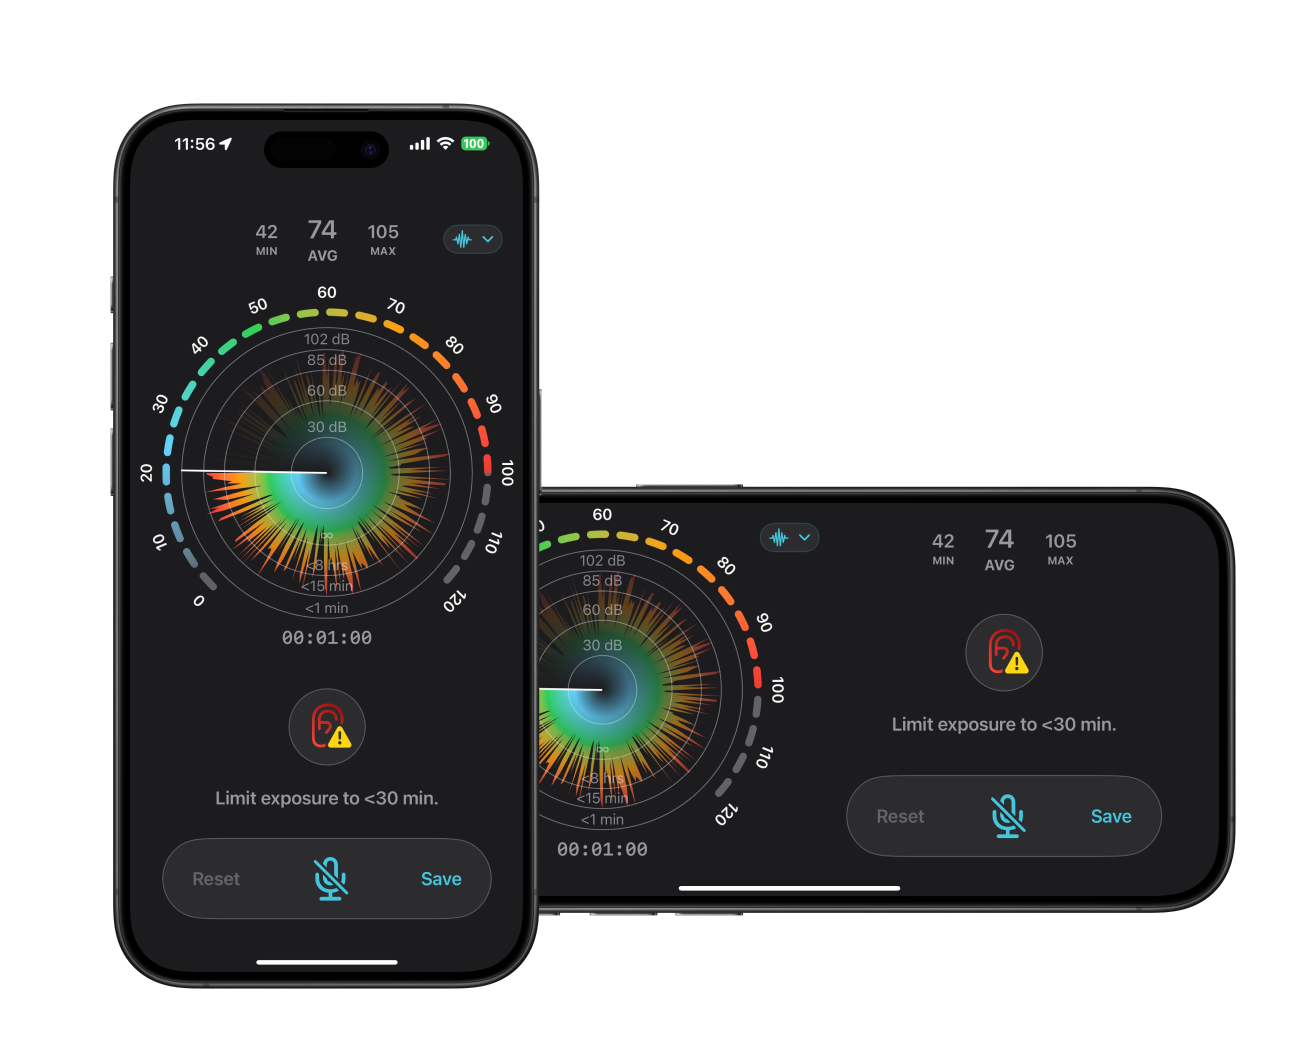 11:56
100
42 74 105
MIN AVG MAX
0 10 20 30 40 50 60 70 80 90 100 110 120
102 dB
85 dB
60 dB
30 dB
∞
<8 hrs
<15 min
<1 min
00:01:00
Limit exposure to <30 min.
Reset Save
60 70 80 90 100 110 120
102 dB
85 dB
60 dB
30 dB
∞
<8 hrs
<15 min
<1 min
00:01:00
42 74 105
MIN AVG MAX
Limit exposure to <30 min.
Reset Save